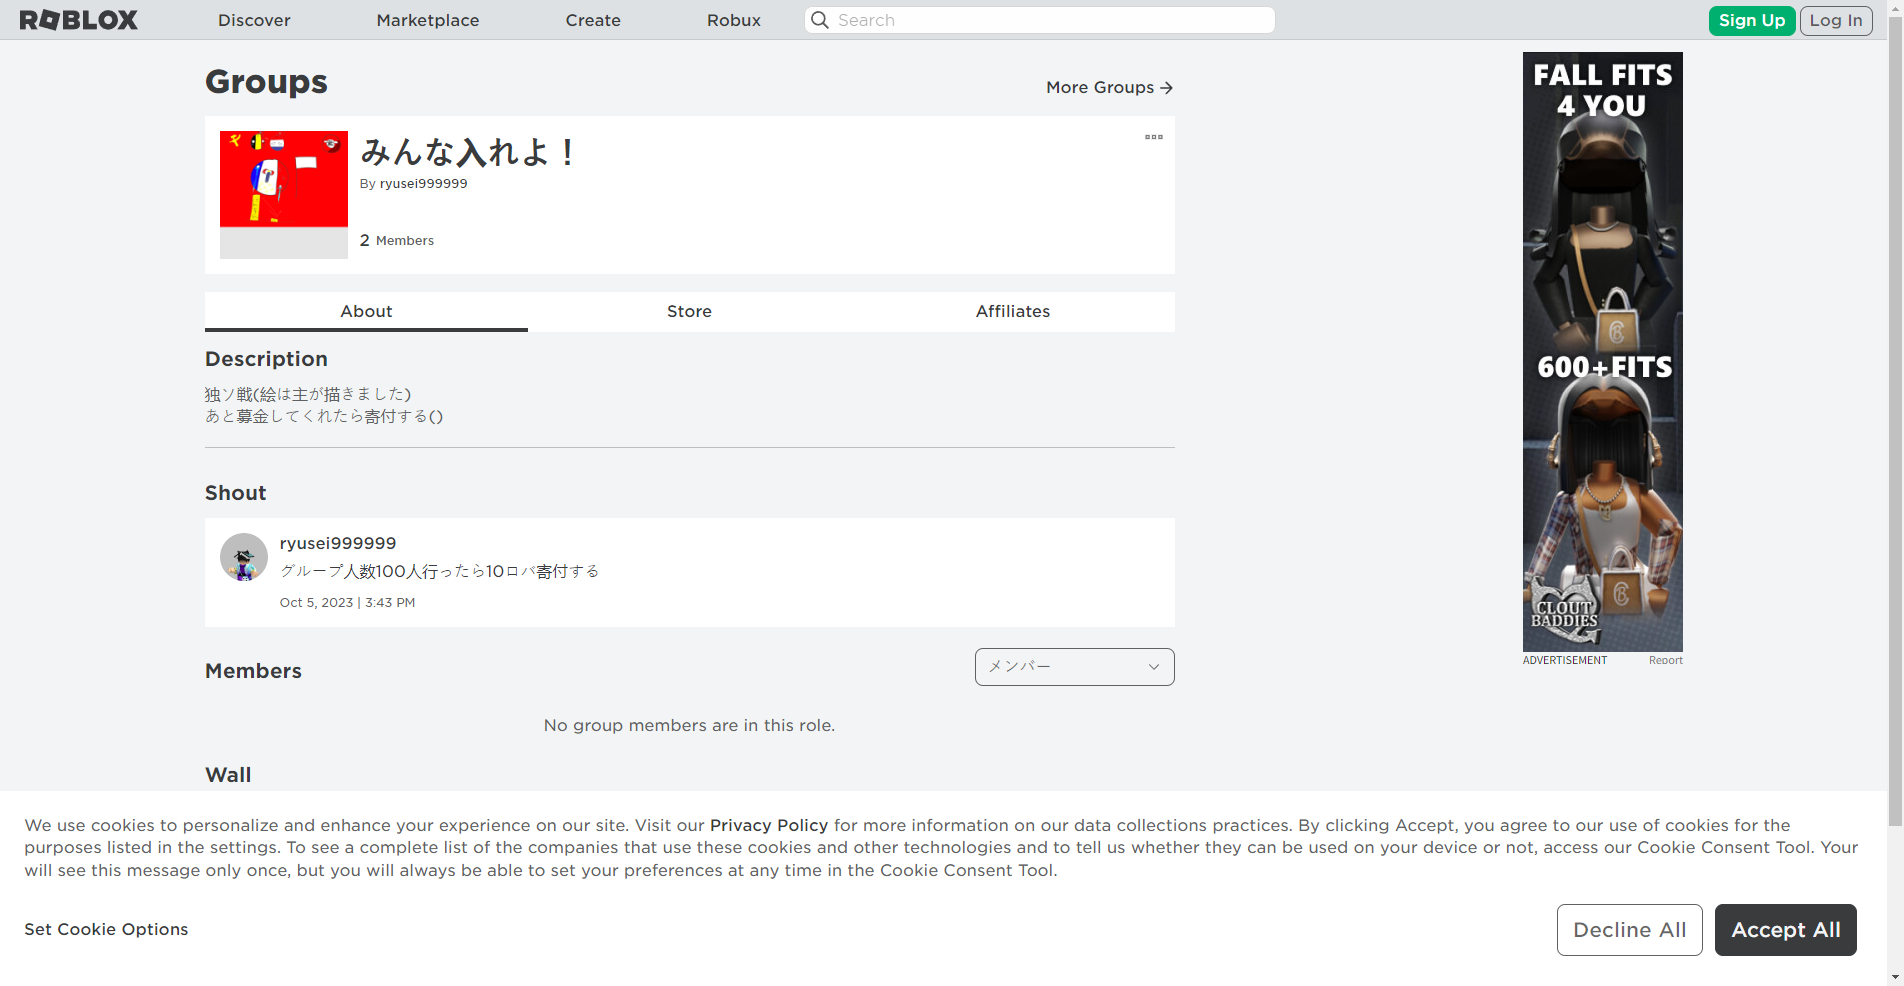 ROBLOX
Discover
Marketplace
Create
Robux
Search
Sign Up
Log In
Groups
More Groups
みんな入れよ！
By ryusei999999
2 Members
About
Store
Affiliates
Description
独ソ戦(絵は主が描きました)
あと募金してくれたら寄付する()
Shout
ryusei999999
グループ人数100人行ったら10ロバ寄付する
Oct 5, 2023 | 3:43 PM
Members
メンバー
No group members are in this role.
Wall
FALL FITS
4 YOU
600+FITS
CLOUT
BADDIES
ADVERTISEMENT
Report
We use cookies to personalize and enhance your experience on our site. Visit our Privacy Policy for more information on our data collections practices. By clicking Accept, you agree to our use of cookies for the
purposes listed in the settings. To see a complete list of the companies that use these cookies and other technologies and to tell us whether they can be used on your device or not, access our Cookie Consent Tool. Your
will see this message only once, but you will always be able to set your preferences at any time in the Cookie Consent Tool.
Set Cookie Options
Decline All
Accept All